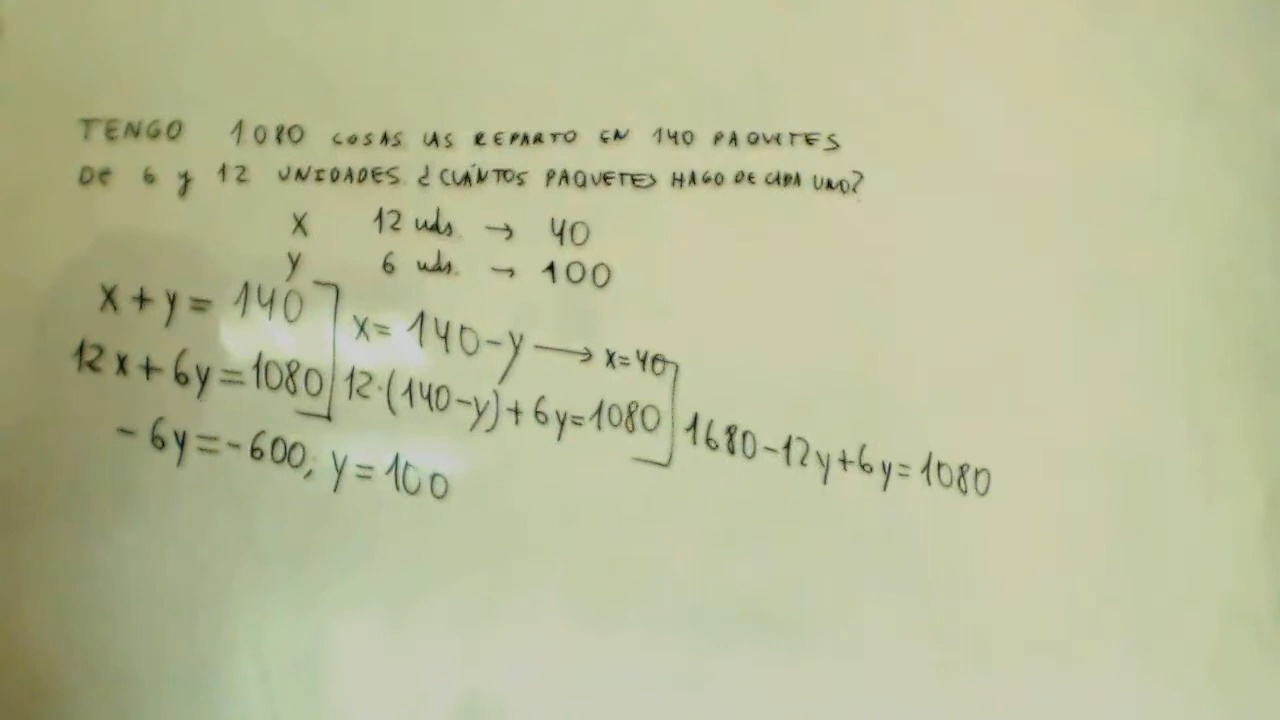 TENGO 1080 COSAS LAS REPARTO EN 140 PAQUETES
DE 6 y 12 UNIDADES ¿CUÁNTOS PAQUETES HAGO DE CADA UNO?
x 12 uds. → 40
y 6 uds. → 100
x+y= 140
x= 140-y → x=40
12x+6y=1080
12·(140-y)+6y=1080
1680-12y+6y=1080
-6y=-600; y=100